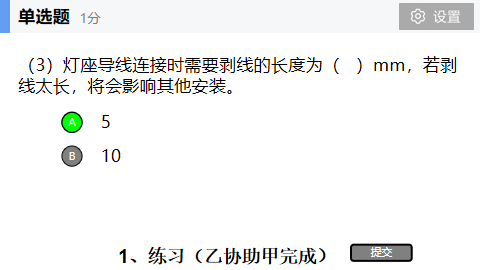 单选题 1分 设置
（3）灯座导线连接时需要剥线的长度为（ ）mm，若剥
线太长，将会影响其他安装。
A 5
B 10
1、练习（乙协助甲完成） 提交